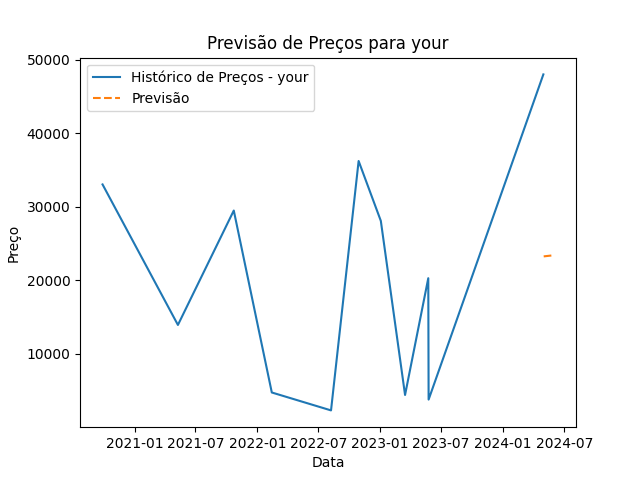 Previsão de Preços para your
Histórico de Preços - your
Previsão
50000
40000
30000
20000
10000
Preço
2021-01 2021-07 2022-01 2022-07 2023-01 2023-07 2024-01 2024-07
Data